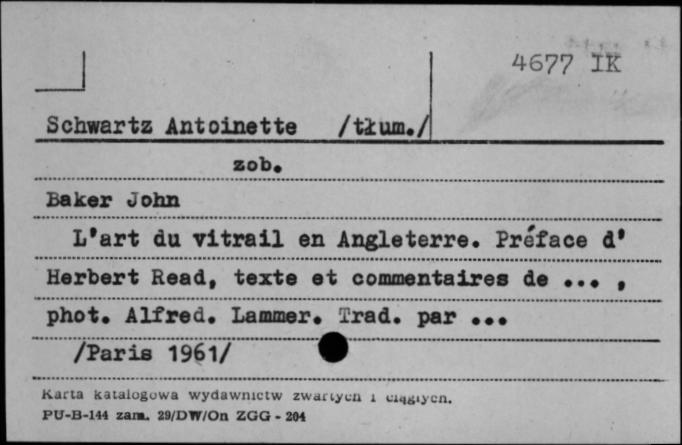 4677 IK
Schwartz Antoinette /tłum./
zob.
Baker John
L'art du vitrail en Angleterre. Préface d'
Herbert Read, texte et commentaires de ... ,
phot. Alfred. Lammer. Trad. par ...
/Paris 1961/
Karta katalogowa wydawnictw zwartych i ciągłych.
PU-B-144 zam. 29/DW/On ZGG - 204